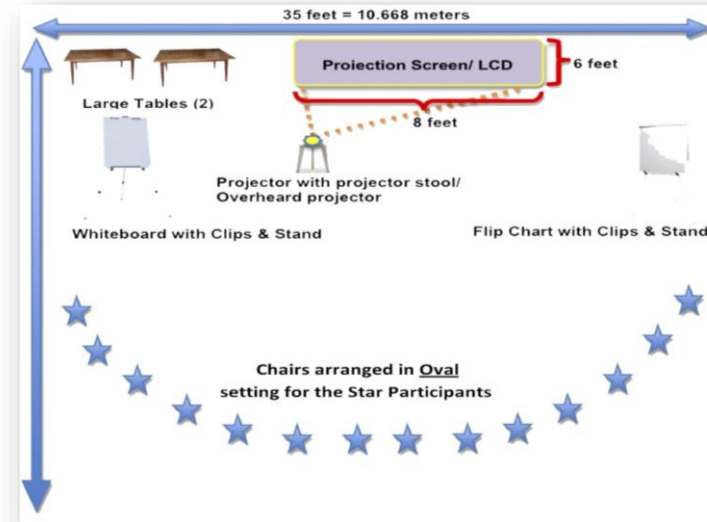 35 feet = 10.668 meters
Projection Screen/ LCD
6 feet
Large Tables (2)
8 feet
Projector with projector stool/
Overheard projector
Whiteboard with Clips & Stand
Flip Chart with Clips & Stand
Chairs arranged in Oval
setting for the Star Participants